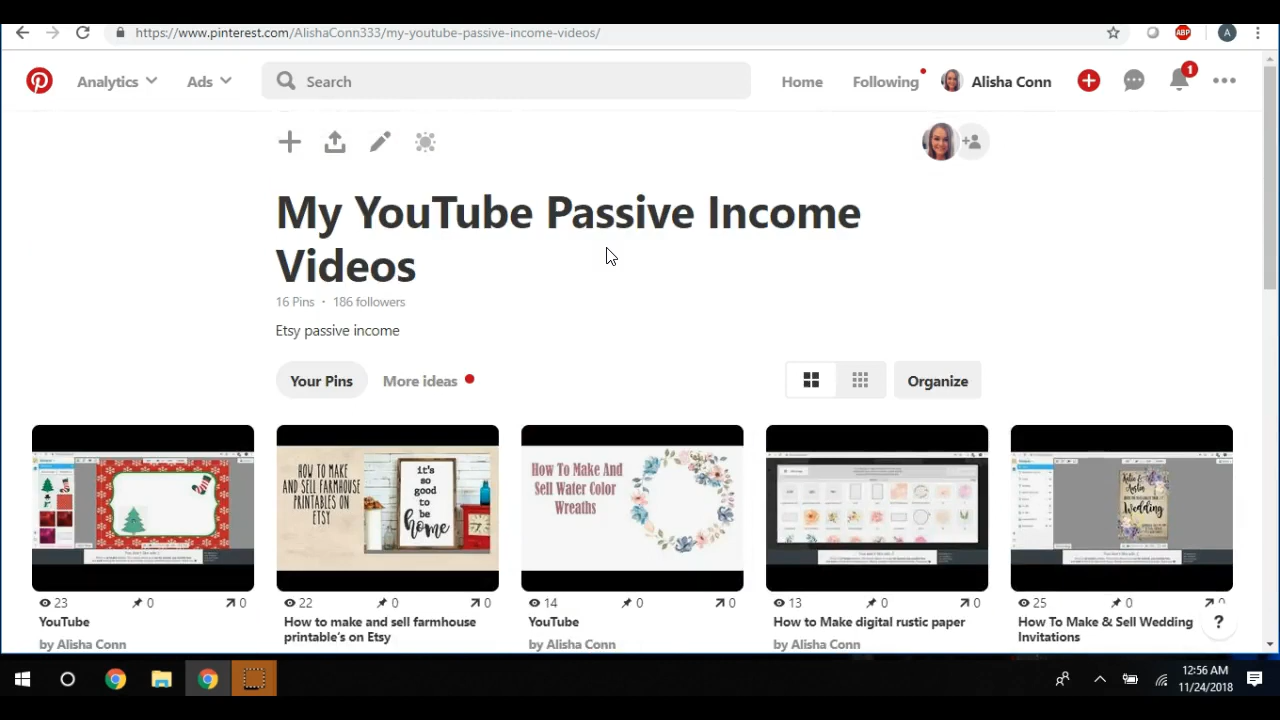 https://www.pinterest.com/AlishaConn333/my-youtube-passive-income-videos/
ABP
A
Analytics
Ads
Search
Home
Following
Alisha Conn
1
My YouTube Passive Income
Videos
16 Pins · 186 followers
Etsy passive income
Your Pins
More ideas
Organize
HOW TO MAKE
AND SELL FARMHOUSE
PRINTABLES ON
ETSY
it's
so
good
to
be
home
How To Make And
Sell Water Color
Wreaths
Wedding
23 0 0
22 0 0
14 0 0
13 0 0
25 0 0
YouTube
How to make and sell farmhouse
printable's on Etsy
YouTube
How to Make digital rustic paper
How To Make & Sell Wedding
Invitations
?
by Alisha Conn
by Alisha Conn
by Alisha Conn
12:56 AM
11/24/2018